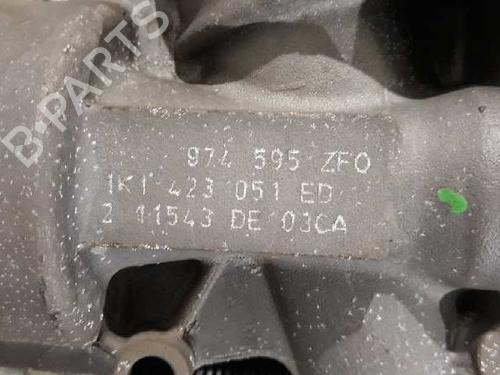 B-PARTS
974 595 ZFO
1K1 423 051 ED
2 11543 DE 03CA